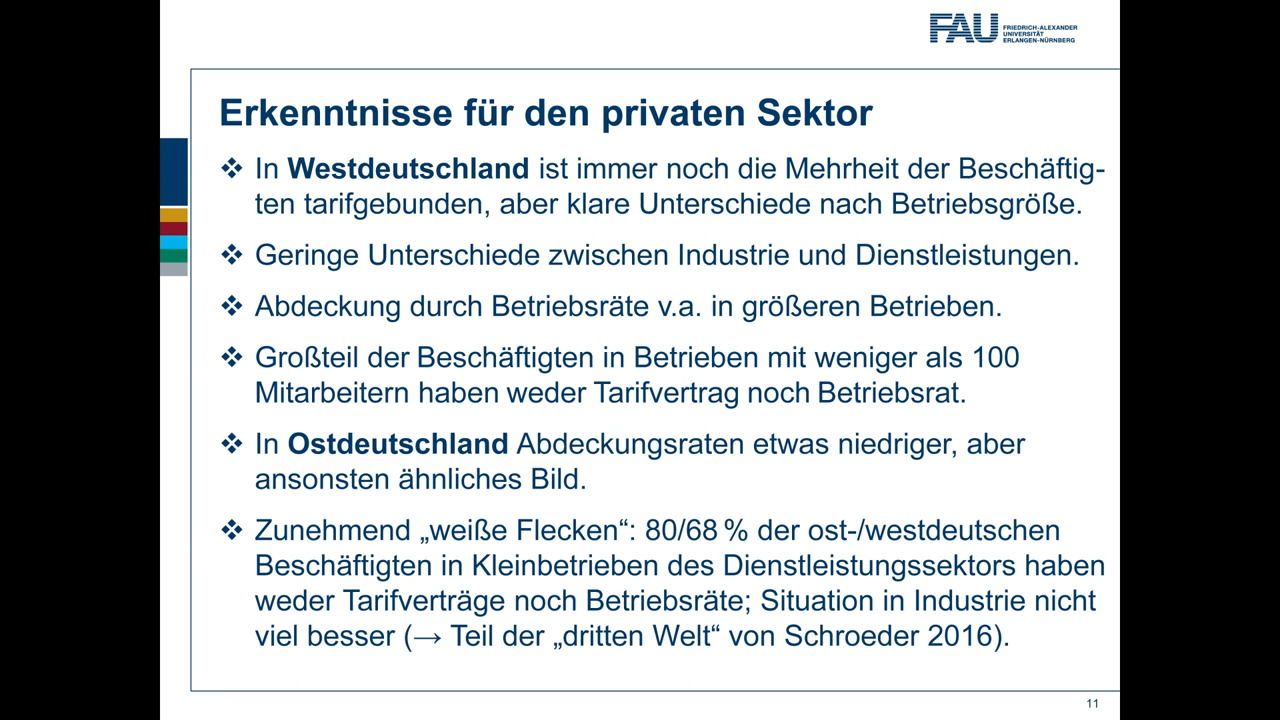 FAU FRIEDRICH-ALEXANDER
UNIVERSITÄT
ERLANGEN-NÜRNBERG
Erkenntnisse für den privaten Sektor
❖ In Westdeutschland ist immer noch die Mehrheit der Beschäftig-
ten tarifgebunden, aber klare Unterschiede nach Betriebsgröße.
❖ Geringe Unterschiede zwischen Industrie und Dienstleistungen.
❖ Abdeckung durch Betriebsräte v.a. in größeren Betrieben.
❖ Großteil der Beschäftigten in Betrieben mit weniger als 100
Mitarbeitern haben weder Tarifvertrag noch Betriebsrat.
❖ In Ostdeutschland Abdeckungsraten etwas niedriger, aber
ansonsten ähnliches Bild.
❖ Zunehmend „weiße Flecken“: 80/68 % der ost-/westdeutschen
Beschäftigten in Kleinbetrieben des Dienstleistungssektors haben
weder Tarifverträge noch Betriebsräte; Situation in Industrie nicht
viel besser (→ Teil der „dritten Welt“ von Schroeder 2016).
11